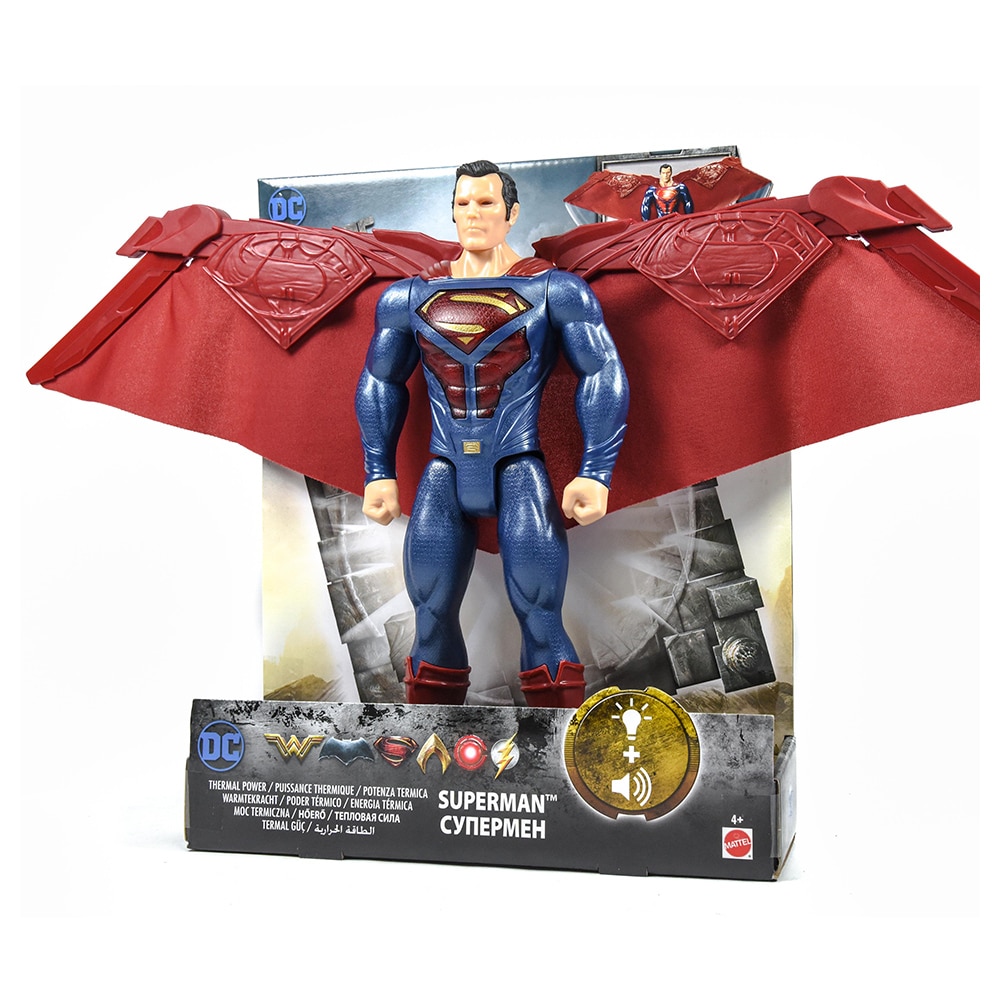 DC
DC
THERMAL POWER / PUISSANCE THERMIQUE / POTENZA TERMICA
WARMTEKRACHT / PODER TÉRMICO / ENERGIA TÉRMICA
MOC TERMICZNA / HŐERŐ / ТЕПЛОВАЯ СИЛА
TERMAL GÜÇ / الطاقة الحرارية
SUPERMAN™
СУПЕРМЕН
4+
MATTEL